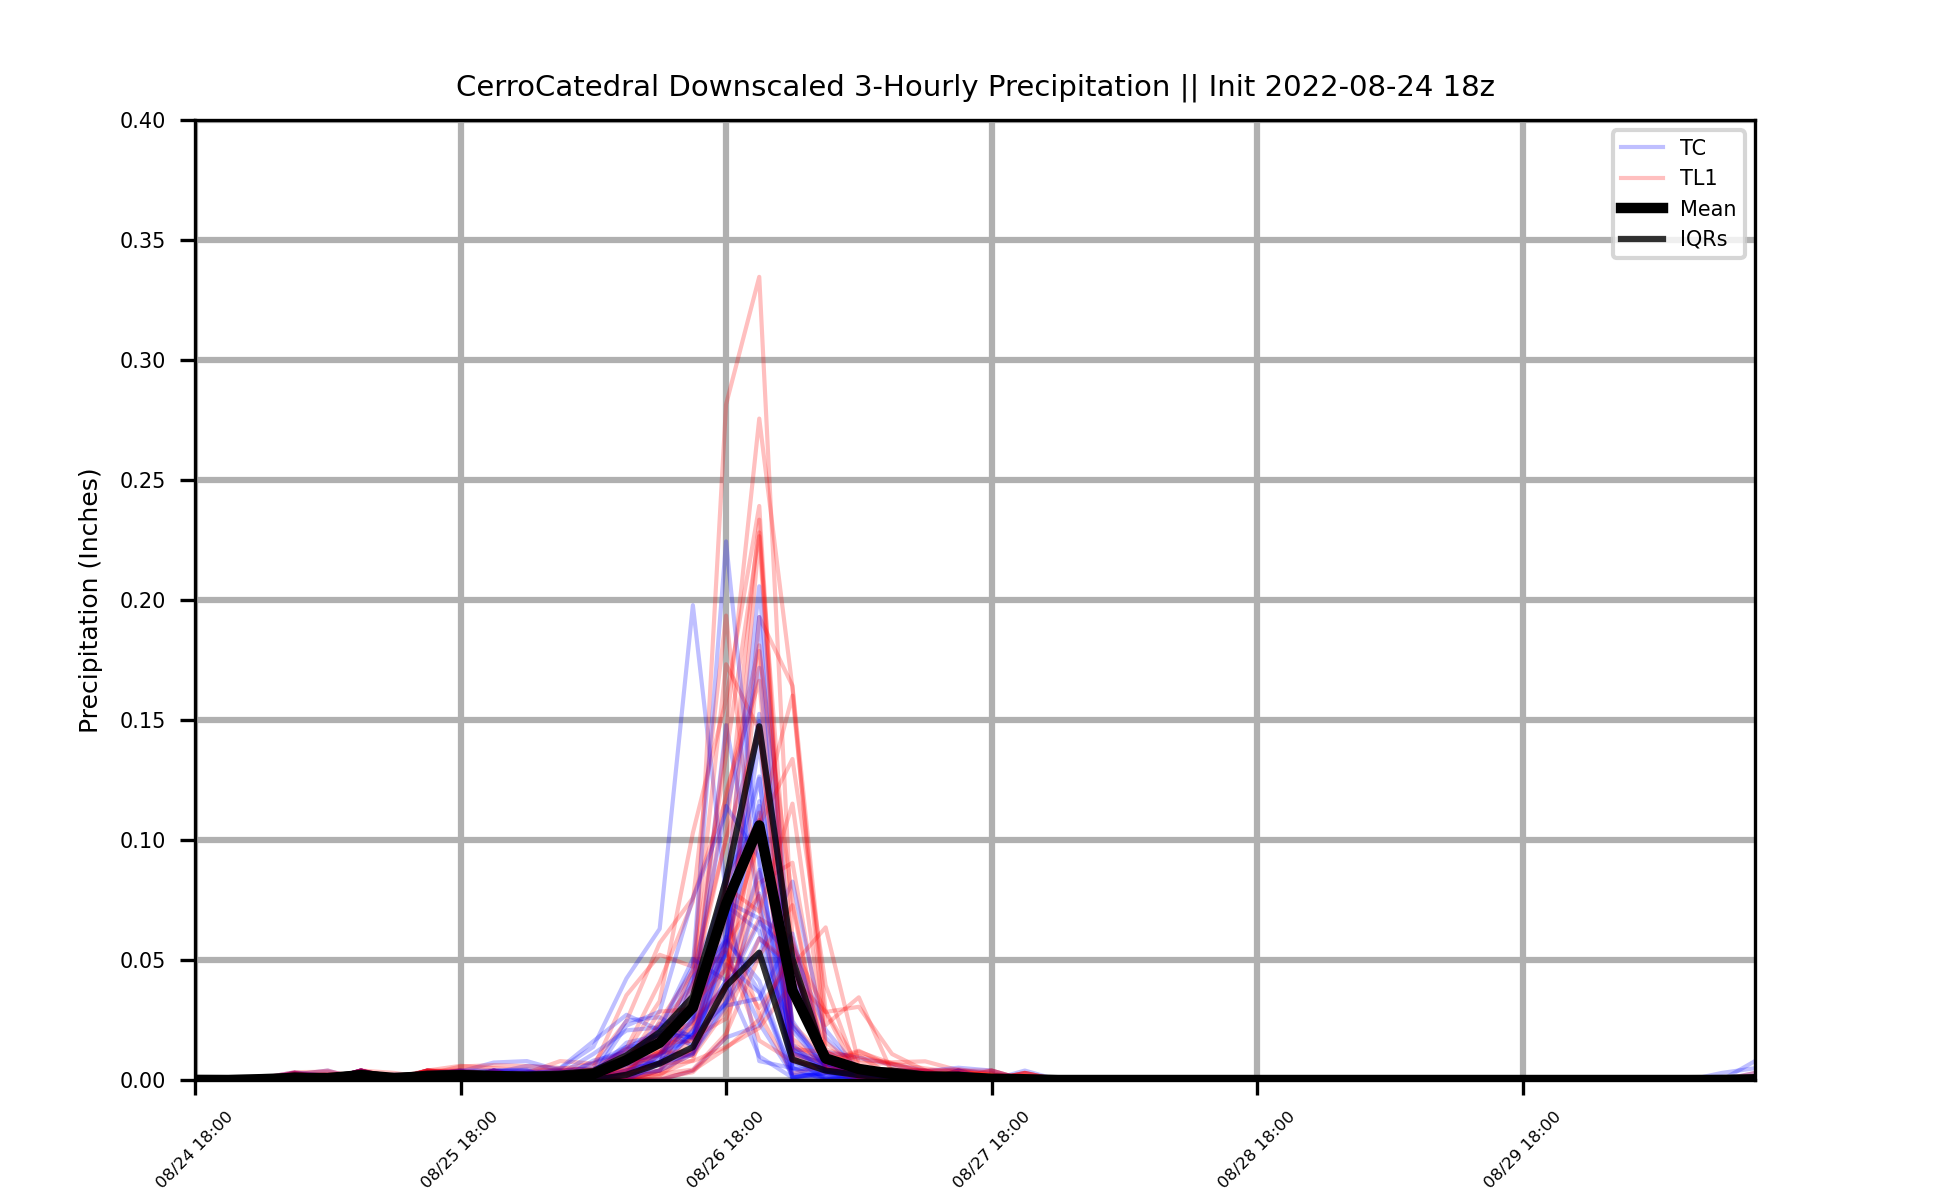 CerroCatedral Downscaled 3-Hourly Precipitation || Init 2022-08-24 18z
Precipitation (Inches)
0.40
0.35
0.30
0.25
0.20
0.15
0.10
0.05
0.00
TC
TL1
Mean
IQRs
08/24 18:00
08/25 18:00
08/26 18:00
08/27 18:00
08/28 18:00
08/29 18:00